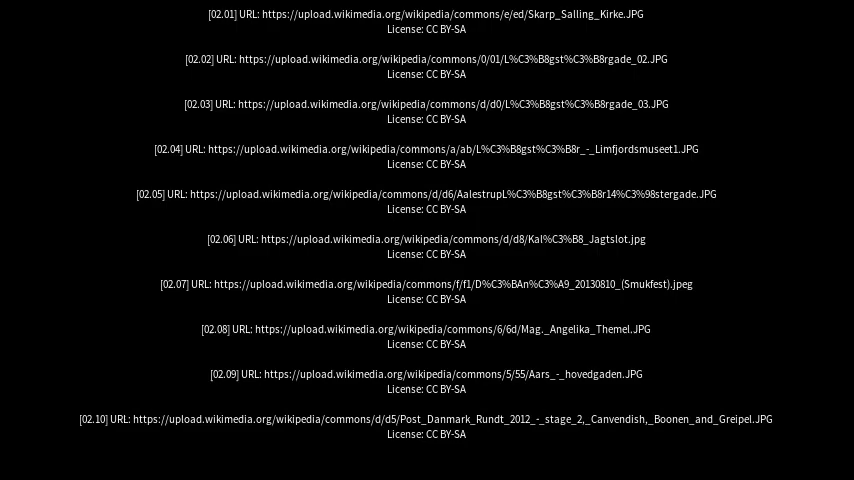 [02.01] URL: https://upload.wikimedia.org/wikipedia/commons/e/ed/Skarp_Salling_Kirke.JPG
License: CC BY-SA
[02.02] URL: https://upload.wikimedia.org/wikipedia/commons/0/01/L%C3%B8gst%C3%B8rgade_02.JPG
License: CC BY-SA
[02.03] URL: https://upload.wikimedia.org/wikipedia/commons/d/d0/L%C3%B8gst%C3%B8rgade_03.JPG
License: CC BY-SA
[02.04] URL: https://upload.wikimedia.org/wikipedia/commons/a/ab/L%C3%B8gst%C3%B8r_-_Limfjordsmuseet1.JPG
License: CC BY-SA
[02.05] URL: https://upload.wikimedia.org/wikipedia/commons/d/d6/AalestrupL%C3%B8gst%C3%B8r14%C3%98stergade.JPG
License: CC BY-SA
[02.06] URL: https://upload.wikimedia.org/wikipedia/commons/d/d8/Kal%C3%B8_Jagtslot.jpg
License: CC BY-SA
[02.07] URL: https://upload.wikimedia.org/wikipedia/commons/f/f1/D%C3%BAn%C3%A9_20130810_(Smukfest).jpeg
License: CC BY-SA
[02.08] URL: https://upload.wikimedia.org/wikipedia/commons/6/6d/Mag._Angelika_Themel.JPG
License: CC BY-SA
[02.09] URL: https://upload.wikimedia.org/wikipedia/commons/5/55/Aars_-_hovedgaden.JPG
License: CC BY-SA
[02.10] URL: https://upload.wikimedia.org/wikipedia/commons/d/d5/Post_Danmark_Rundt_2012_-_stage_2,_Canvendish,_Boonen_and_Greipel.JPG
License: CC BY-SA